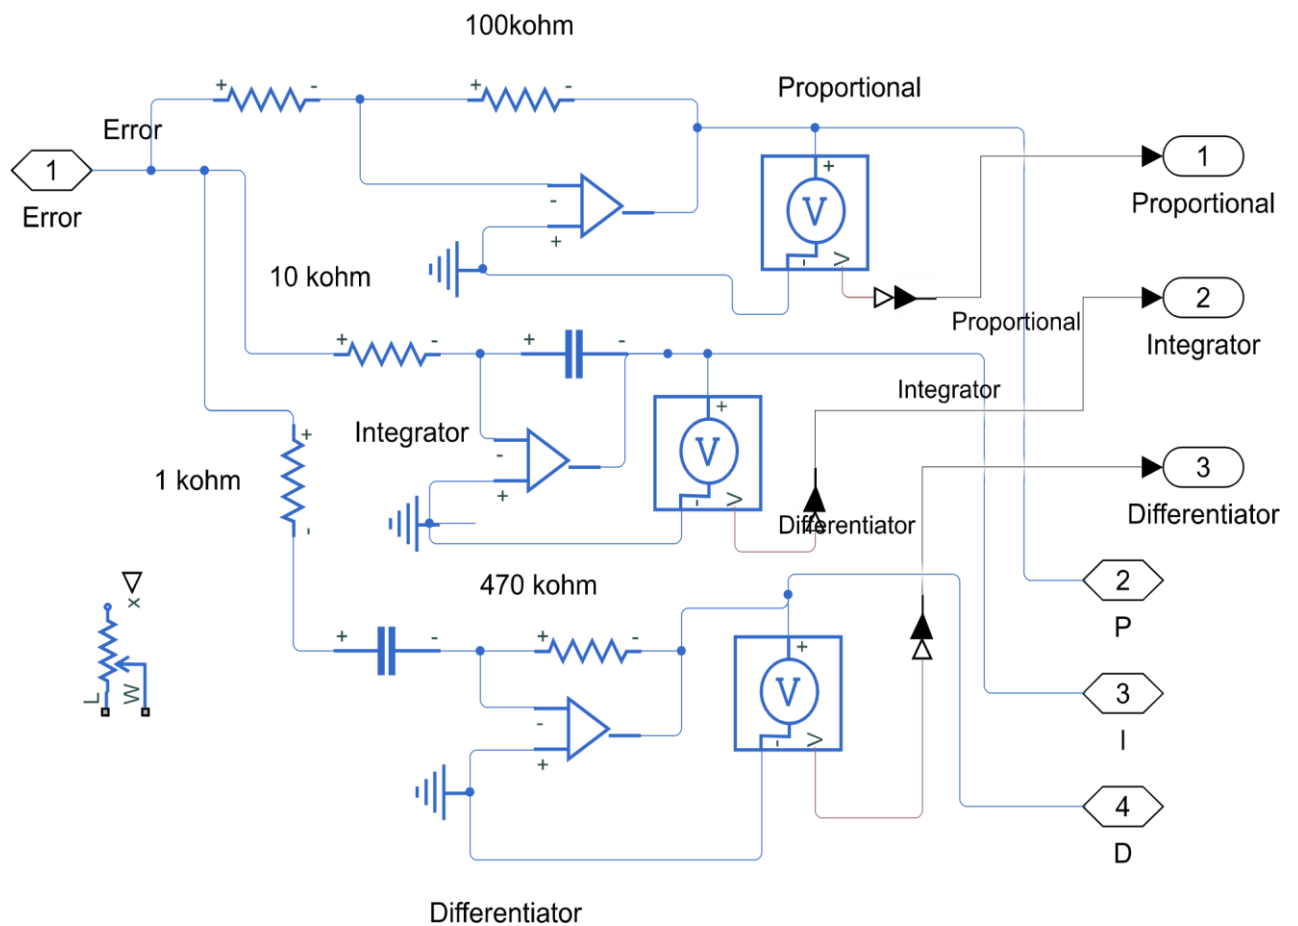 100kohm
Proportional
+
-
+
-
Error
1
Error
-
+
+
V
-
V
1
Proportional
10 kohm
Proportional
2
Integrator
+
-
+
-
Integrator
Integrator
-
+
+
V
-
V
+
-
1 kohm
Differentiator
3
Differentiator
470 kohm
x
L
W
+
-
+
-
-
+
+
V
-
V
2
P
3
I
4
D
Differentiator